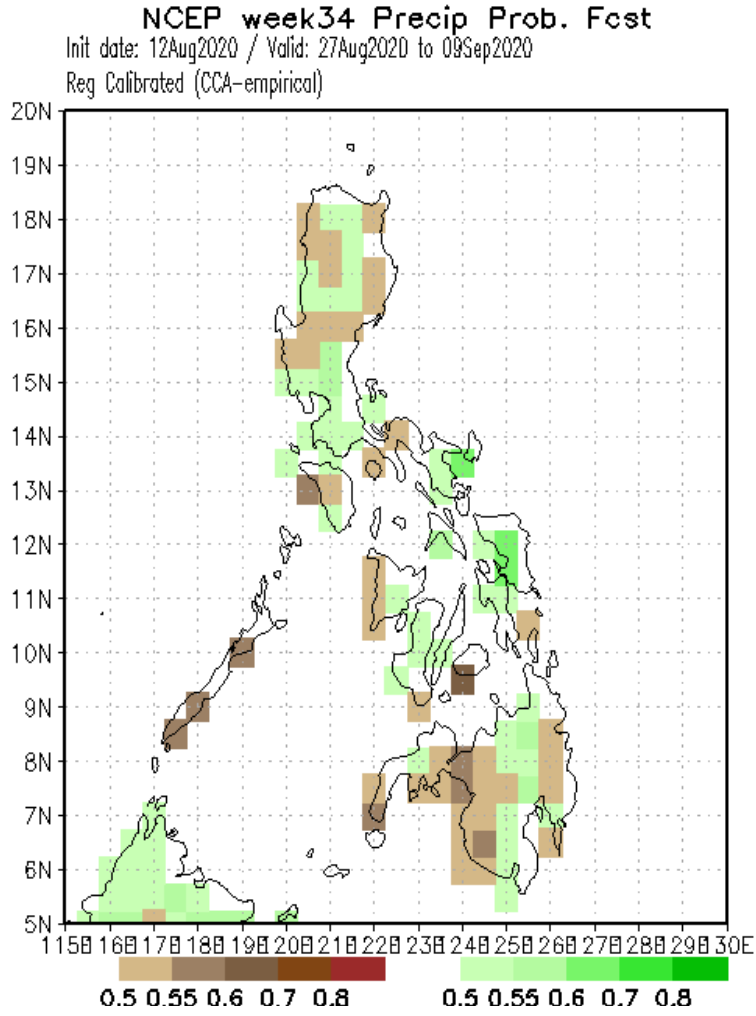 NCEP week34 Precip Prob. Fcst
Init date: 12Aug2020 / Valid: 27Aug2020 to 09Sep2020
Reg Calibrated (CCA-empirical)
20N
19N
18N
17N
16N
15N
14N
13N
12N
11N
10N
9N
8N
7N
6N
5N
115E 116E 117E 118E 119E 120E 121E 122E 123E 124E 125E 126E 127E 128E 129E 130E
0.5 0.55 0.6 0.7 0.8 0.5 0.55 0.6 0.7 0.8